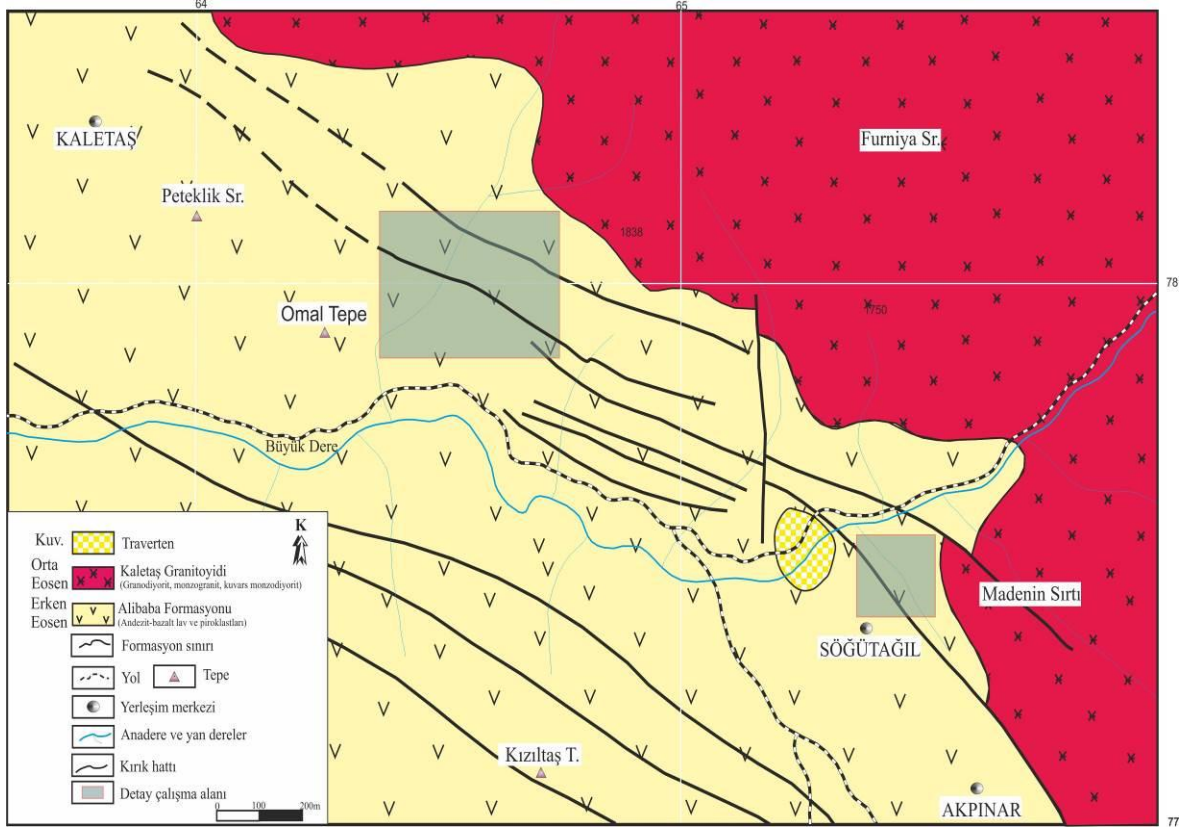 64
65
KALETAŞ
Furniya Sr.
Peteklik Sr.
1838
78
Omal Tepe
1750
Büyük Dere
K
Kuv.
Traverten
Orta
Eosen
Kaletaş Granitoyidi
(Granodiyorit, monzogranit, kuvars monzodiyorit)
Erken
Eosen
Alibaba Formasyonu
(Andezit-bazalt lav ve piroklastları)
Formasyon sınırı
Yol
Tepe
Yerleşim merkezi
Anadere ve yan dereler
Kırık hattı
Detay çalışma alanı
0 100 200m
Madenin Sırtı
SÖĞÜTAĞIL
Kızıltaş T.
AKPINAR
77